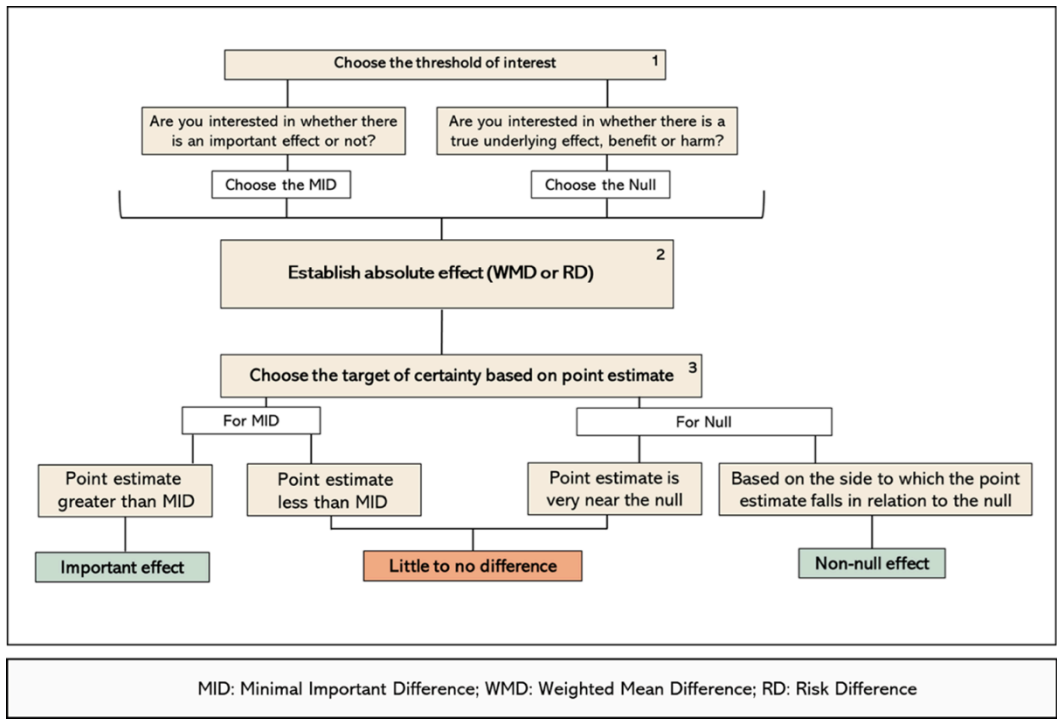 Choose the threshold of interest
1
Are you interested in whether there
is an important effect or not?
Are you interested in whether there is a
true underlying effect, benefit or harm?
Choose the MID
Choose the Null
2
Establish absolute effect (WMD or RD)
Choose the target of certainty based on point estimate
3
For MID
For Null
Point estimate
greater than MID
Point estimate
less than MID
Point estimate is
very near the null
Based on the side to which the point
estimate falls in relation to the null
Important effect
Little to no difference
Non-null effect
MID: Minimal Important Difference; WMD: Weighted Mean Difference; RD: Risk Difference